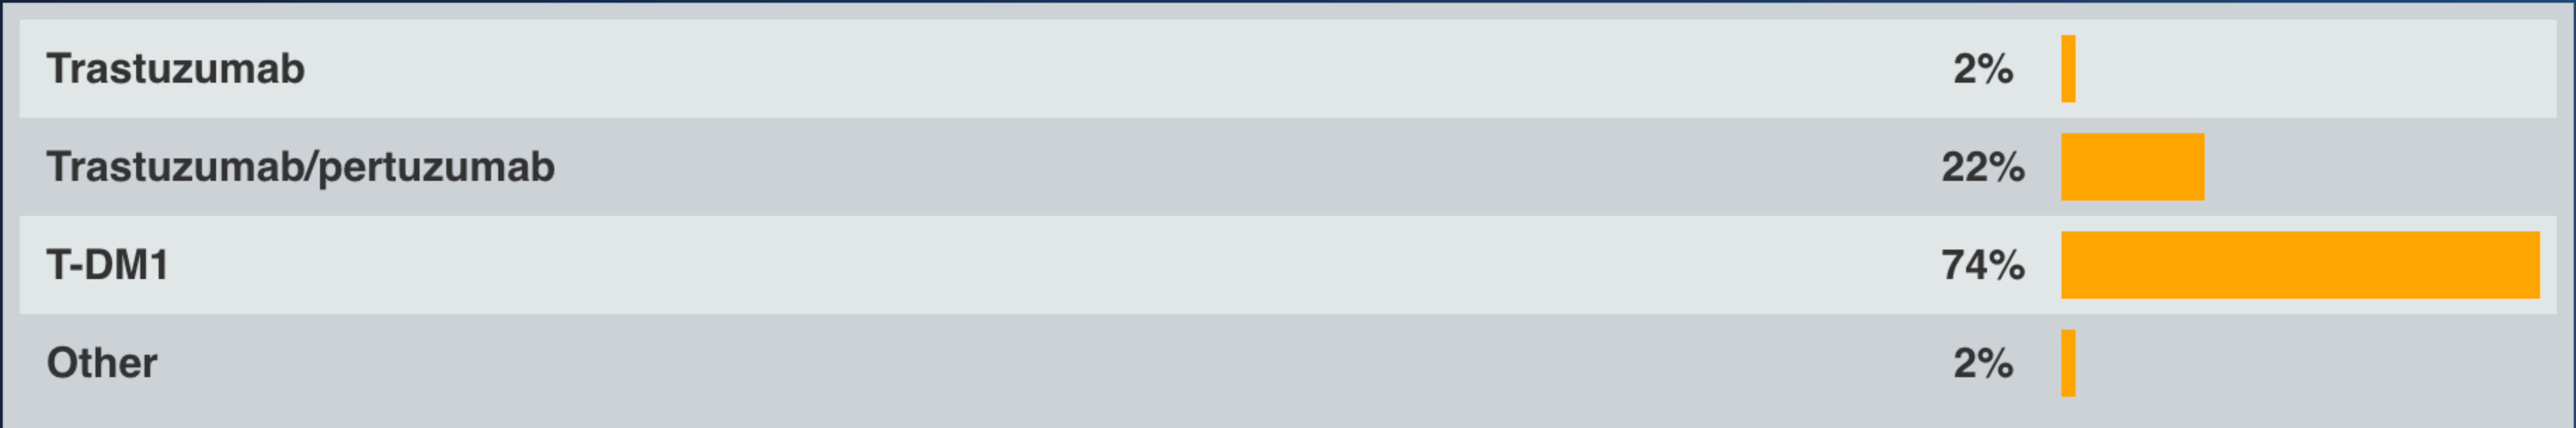 Trastuzumab 2%
Trastuzumab/pertuzumab 22%
T-DM1 74%
Other 2%